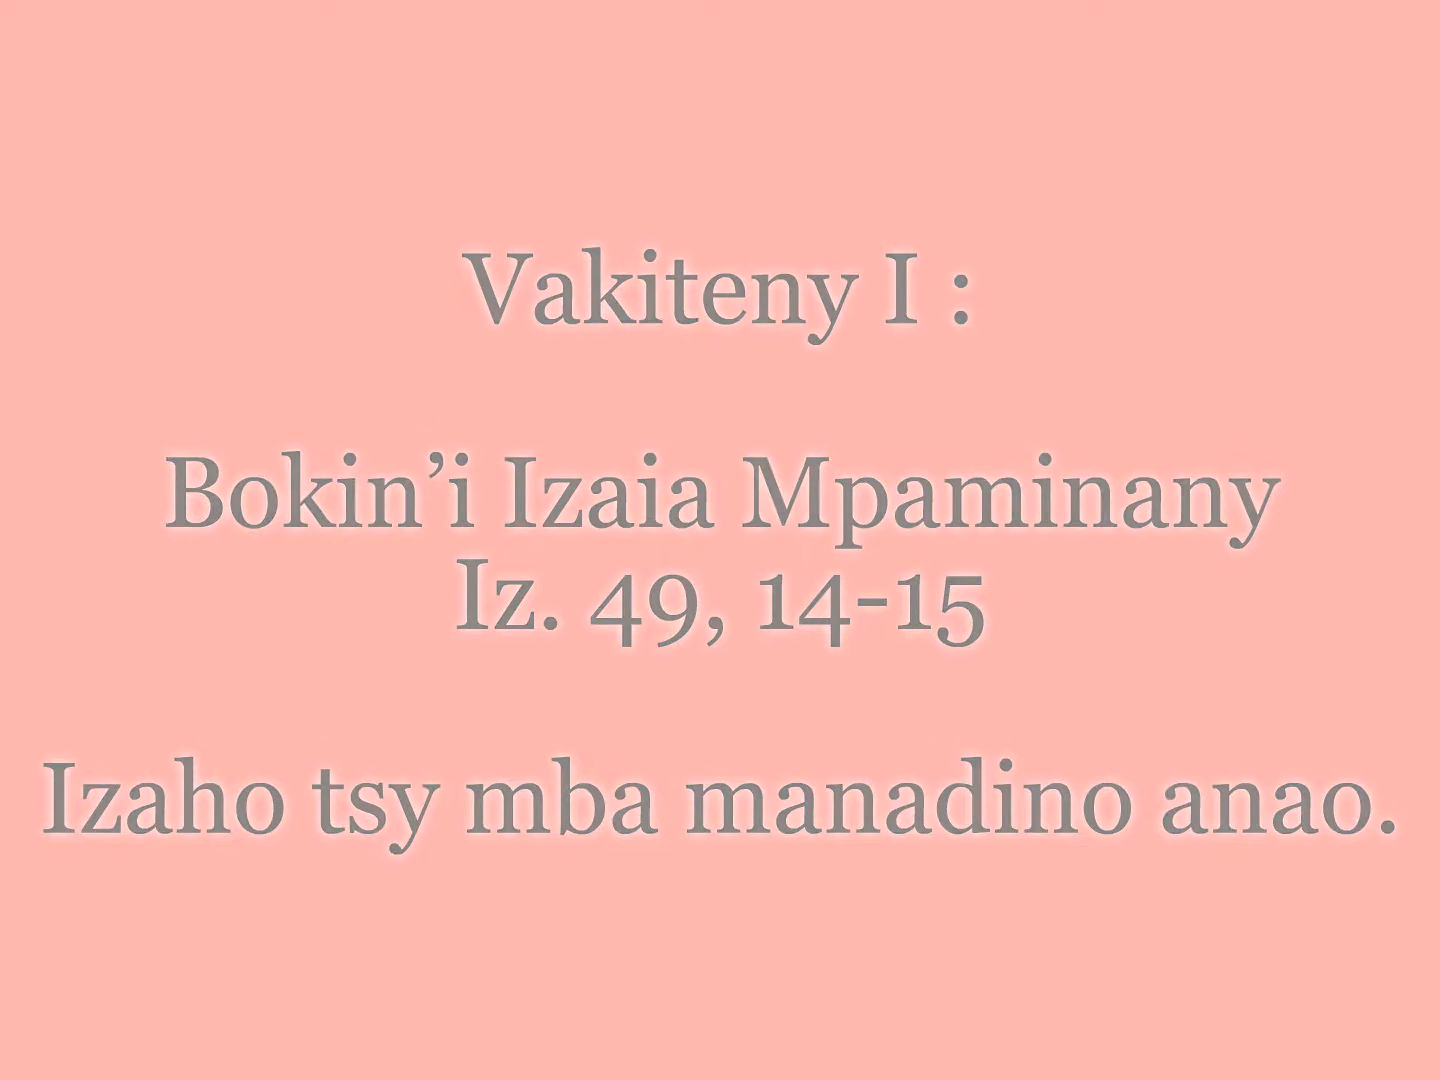 Vakiteny I :
Bokin’i Izaia Mpaminany
Iz. 49, 14-15
Izaho tsy mba manadino anao.